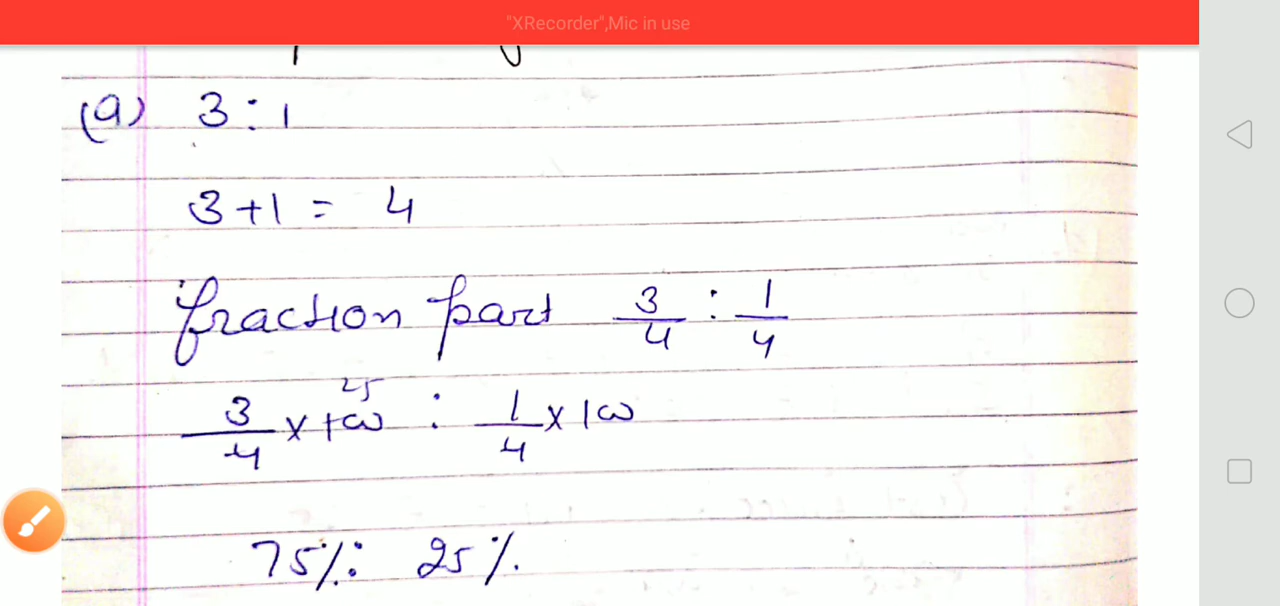 "XRecorder",Mic in use
(a) 3:1
3+1 = 4
fraction part 3/4 : 1/4
25
3/4 x 100 : 1/4 x 100
75% : 25%.